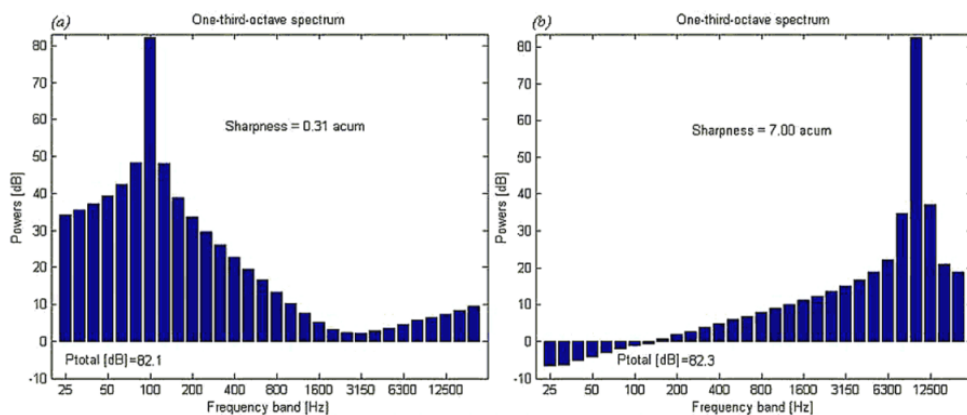 (a) One-third-octave spectrum
80
70
60
50
40
30
20
10
0
-10
Powers [dB]
Sharpness = 0.31 acum
Ptotal [dB]=82.1
25 50 100 200 400 800 1600 3150 6300 12500
Frequency band [Hz]
(b) One-third-octave spectrum
80
70
60
50
40
30
20
10
0
-10
Powers [dB]
Sharpness = 7.00 acum
Ptotal [dB]=82.3
25 50 100 200 400 800 1600 3150 6300 12500
Frequency band [Hz]